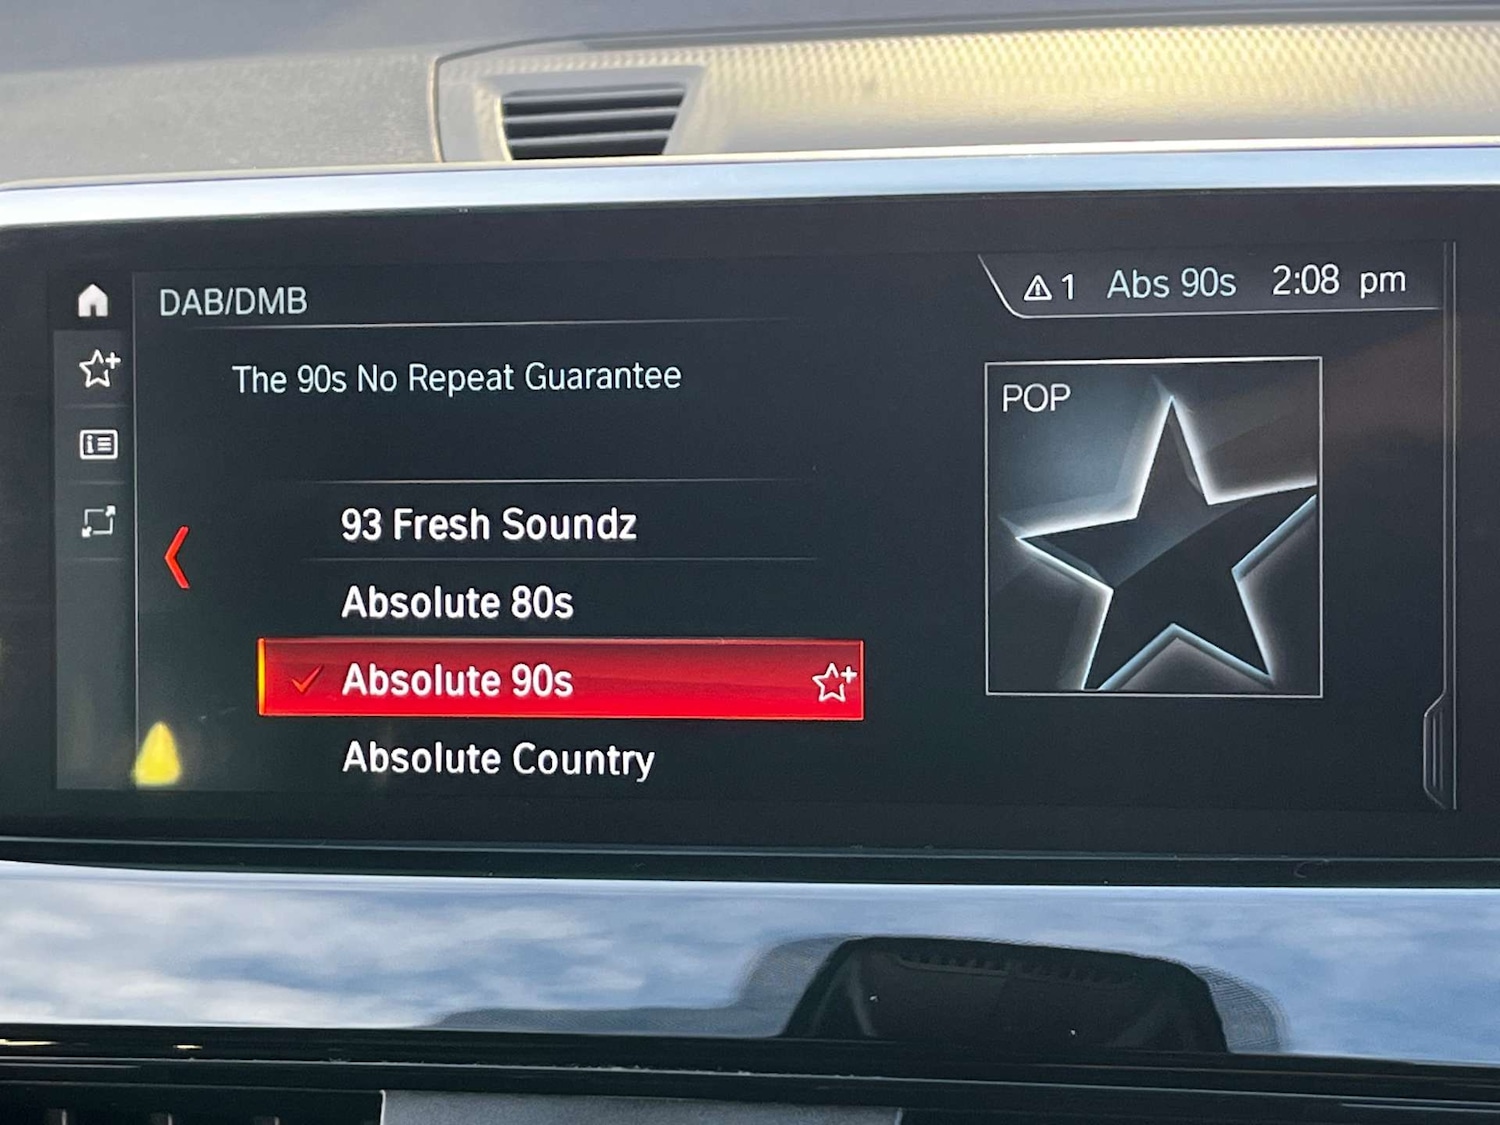 DAB/DMB
1 Abs 90s 2:08 pm
The 90s No Repeat Guarantee
POP
93 Fresh Soundz
Absolute 80s
Absolute 90s
Absolute Country